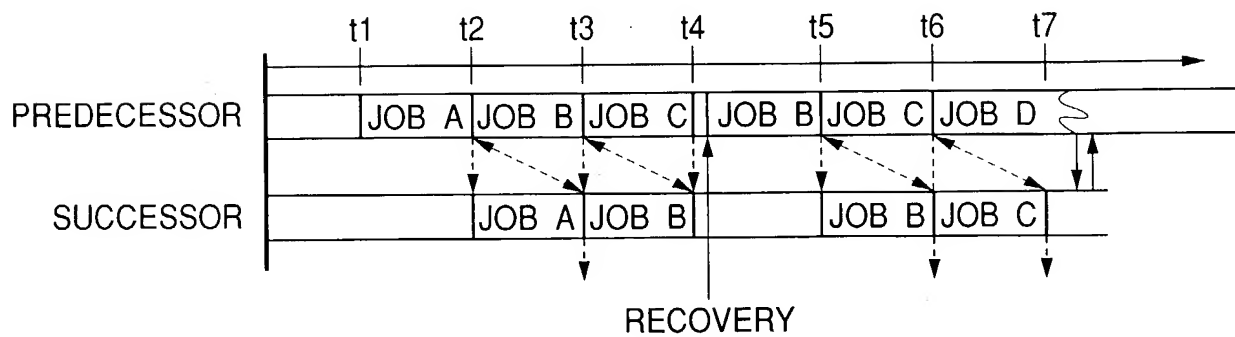 t1 t2 t3 t4 t5 t6 t7
PREDECESSOR JOB A JOB B JOB C JOB B JOB C JOB D
SUCCESSOR JOB A JOB B JOB B JOB C
RECOVERY